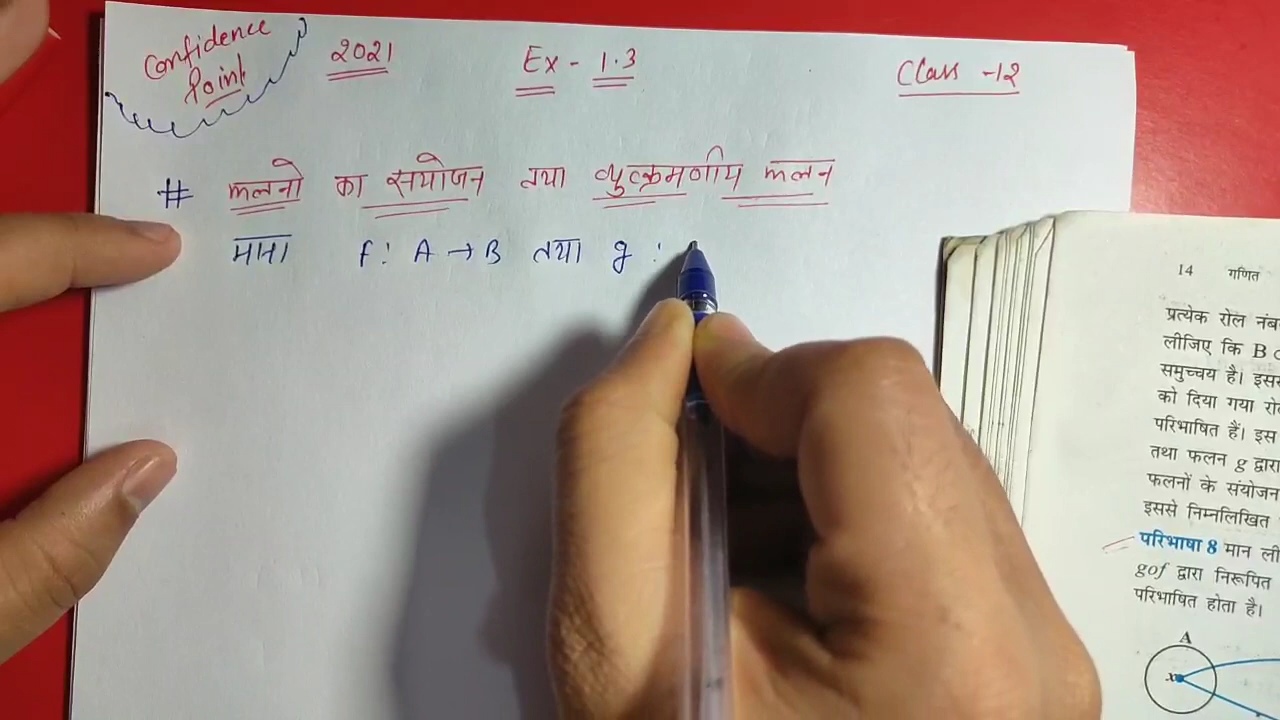 Confidence
Point
2021
Ex - 1.3
Class -12
# फलनो का संयोजन तथा व्युत्क्रमणीय फलन
माना f : A → B तथा g :
14 गणित
प्रत्येक रोल नंब
लीजिए कि B
समुच्चय है। इस
को दिया गया रो
परिभाषित हैं। इस
तथा फलन g द्वारा
फलनों के संयोजन
इससे निम्नलिखित
परिभाषा 8 मान ली
gof द्वारा निरूपित
परिभाषित होता है।
A
x